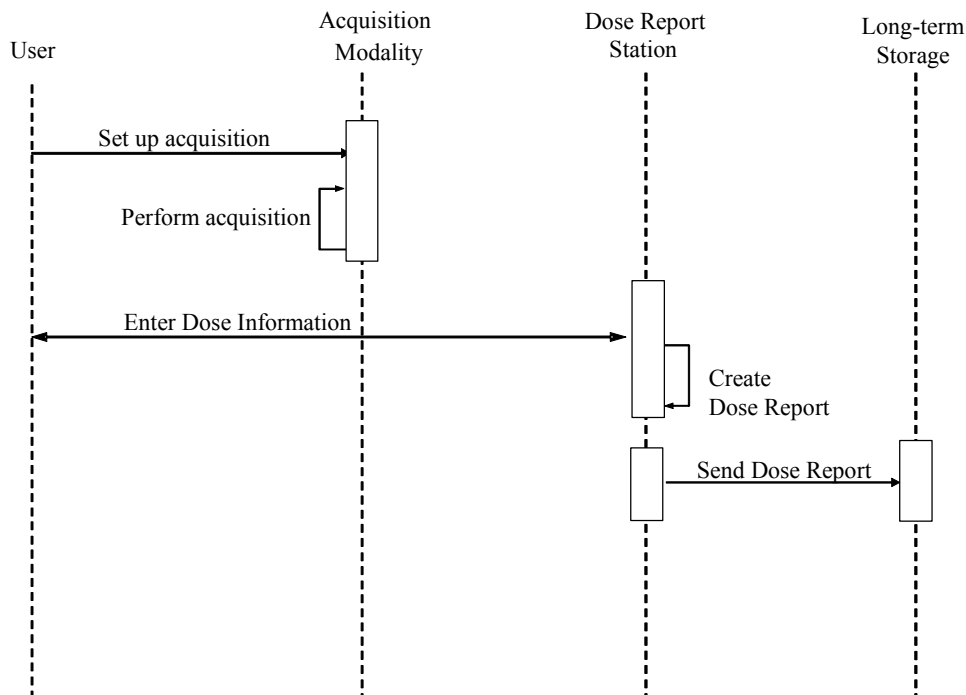 User
Acquisition
Modality
Dose Report
Station
Long-term
Storage
Set up acquisition
Perform acquisition
Enter Dose Information
Create
Dose Report
Send Dose Report